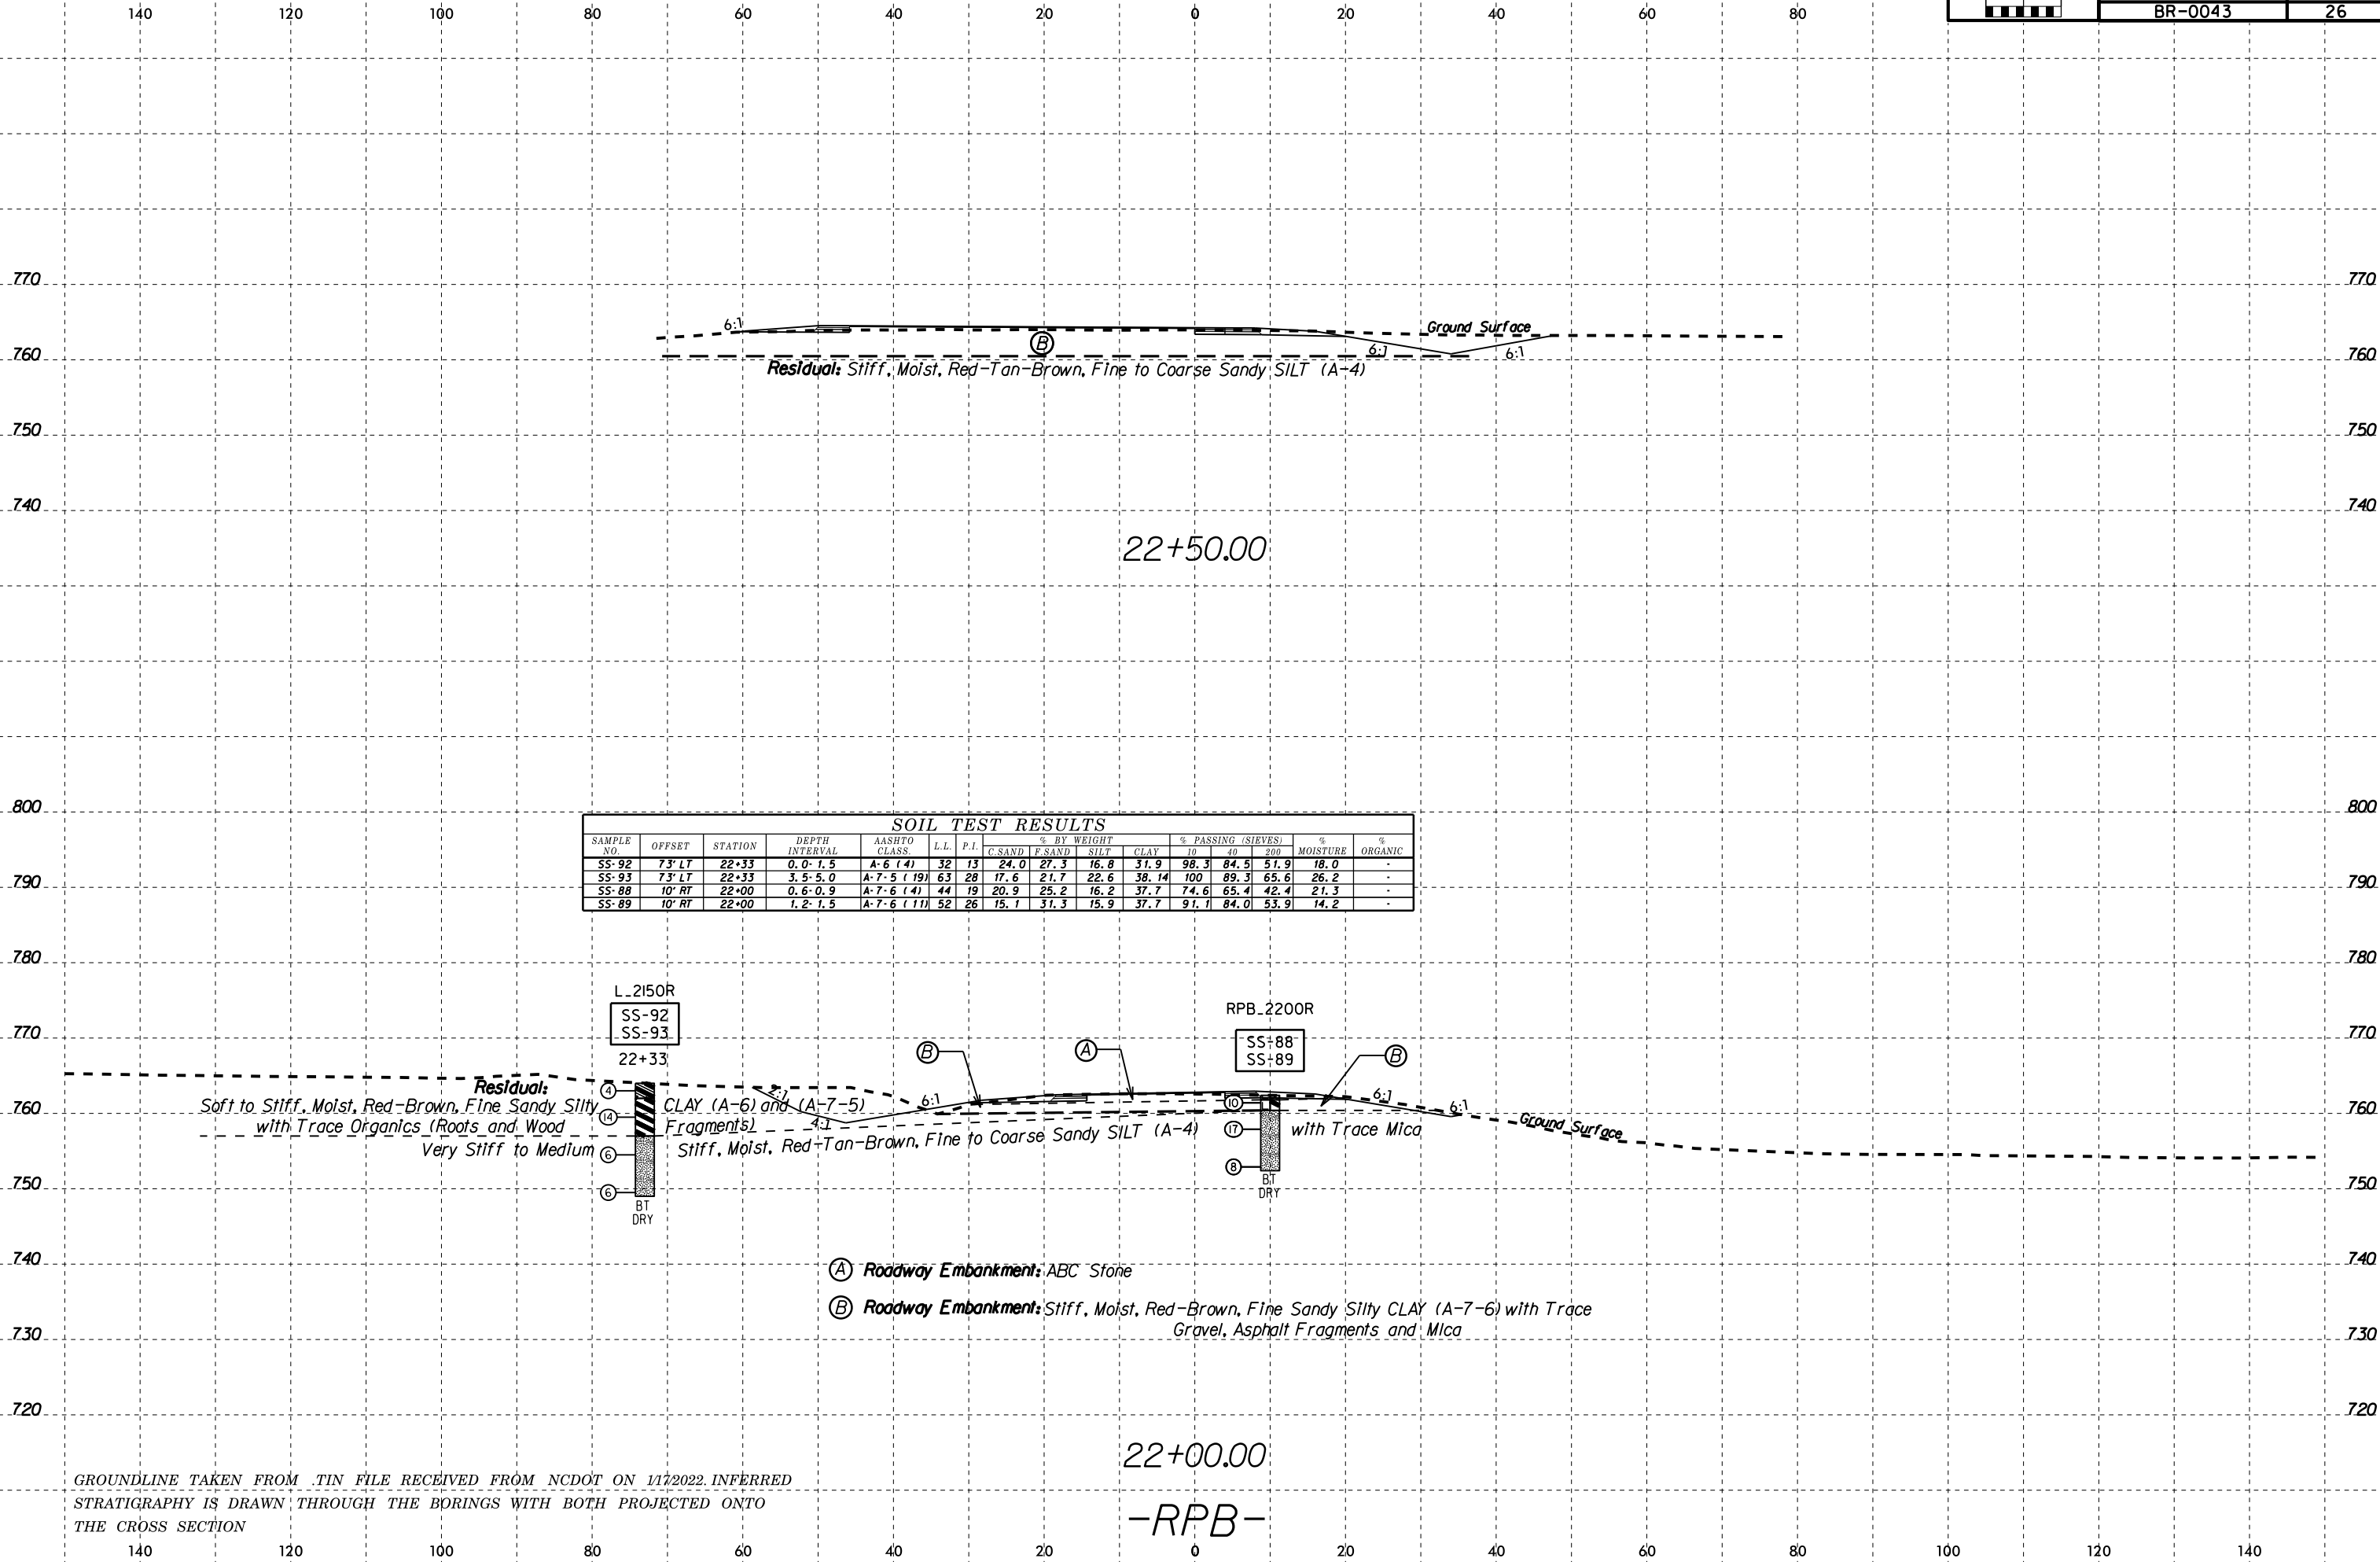 140 120 100 80 60 40 20 0 20 40 60 80
BR-0043 26
770 770
6:1 Ground Surface
B
760 6:1 6:1 760
Residual: Stiff, Moist, Red-Tan-Brown, Fine to Coarse Sandy SILT (A-4)
750 750
740 740
22+50.00
800 800
SOIL TEST RESULTS
SAMPLE NO. OFFSET STATION DEPTH INTERVAL AASHTO CLASS. L.L. P.I. % BY WEIGHT % PASSING (SIEVES) % MOISTURE % ORGANIC
C.SAND F.SAND SILT CLAY 10 40 200
SS-92 73' LT 22+33 0.0-1.5 A-6 (4) 32 13 24.0 27.3 16.8 31.9 98.3 84.5 51.9 18.0 -
SS-93 73' LT 22+33 3.5-5.0 A-7-5 (19) 63 28 17.6 21.7 22.6 38.14 100 89.3 65.6 26.2 -
SS-88 10' RT 22+00 0.6-0.9 A-7-6 (4) 44 19 20.9 25.2 16.2 37.7 74.6 65.4 42.4 21.3 -
SS-89 10' RT 22+00 1.2-1.5 A-7-6 (11) 52 26 15.1 31.3 15.9 37.7 91.1 84.0 53.9 14.2 -
790 790
780 780
L_2150R
SS-92
SS-93
22+33
RPB_2200R
SS-88
SS-89
770 770
B A B
Residual: 4 2:1
Soft to Stiff, Moist, Red-Brown, Fine Sandy Silty CLAY (A-6) and (A-7-5)
6:1 10 6:1 6:1
760 760
14 4:1
with Trace Organics (Roots and Wood Fragments)
Ground Surface
Very Stiff to Medium Stiff, Moist, Red-Tan-Brown, Fine to Coarse Sandy SILT (A-4) 17 with Trace Mica
6 8
750 750
6
BT
DRY
BT
DRY
740 740
A Roadway Embankment: ABC Stone
B Roadway Embankment: Stiff, Moist, Red-Brown, Fine Sandy Silty CLAY (A-7-6) with Trace
Gravel, Asphalt Fragments and Mica
730 730
720 720
22+00.00
GROUNDLINE TAKEN FROM .TIN FILE RECEIVED FROM NCDOT ON 1/17/2022. INFERRED
STRATIGRAPHY IS DRAWN THROUGH THE BORINGS WITH BOTH PROJECTED ONTO
THE CROSS SECTION
-RPB-
140 120 100 80 60 40 20 0 20 40 60 80 100 120 140